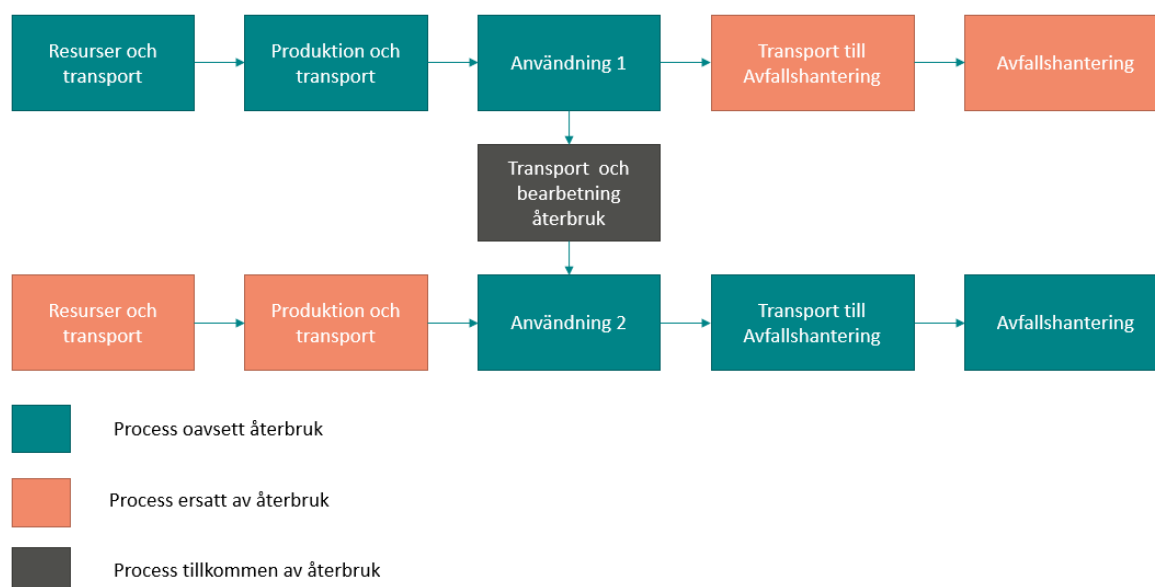 Resurser och
transport
Produktion och
transport
Användning 1
Transport till
Avfallshantering
Avfallshantering
Transport och
bearbetning
återbruk
Resurser och
transport
Produktion och
transport
Användning 2
Transport till
Avfallshantering
Avfallshantering
Process oavsett återbruk
Process ersatt av återbruk
Process tillkommen av återbruk